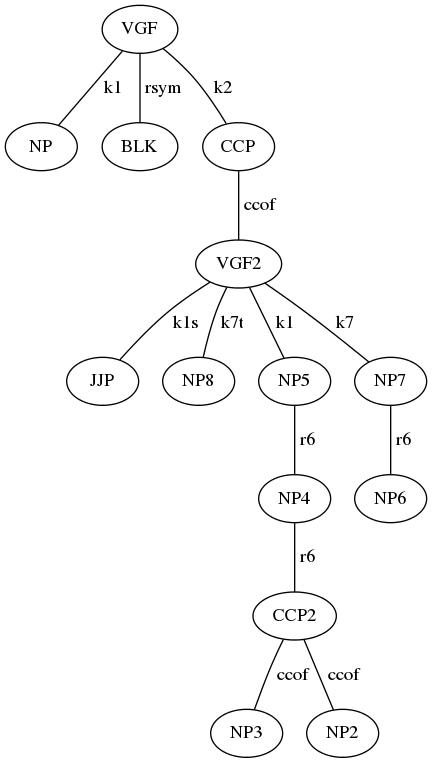 VGF
k1 rsym k2
NP BLK CCP
ccof
VGF2
k1s k7t k1 k7
JJP NP8 NP5 NP7
r6 r6
NP4 NP6
r6
CCP2
ccof ccof
NP3 NP2